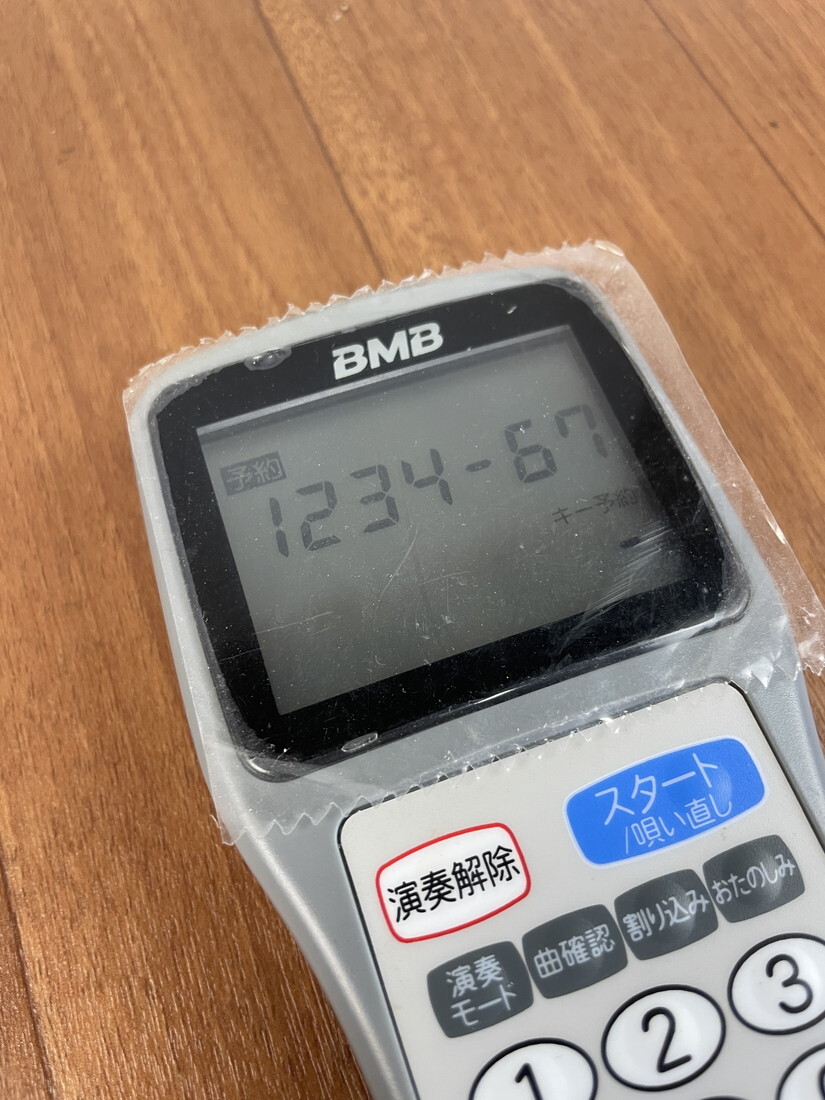 BMB
予約
1234-67
キー予約
スタート
/唄い直し
演奏解除
演奏
モード
曲確認
割り込み
おたのしみ
1
2
3